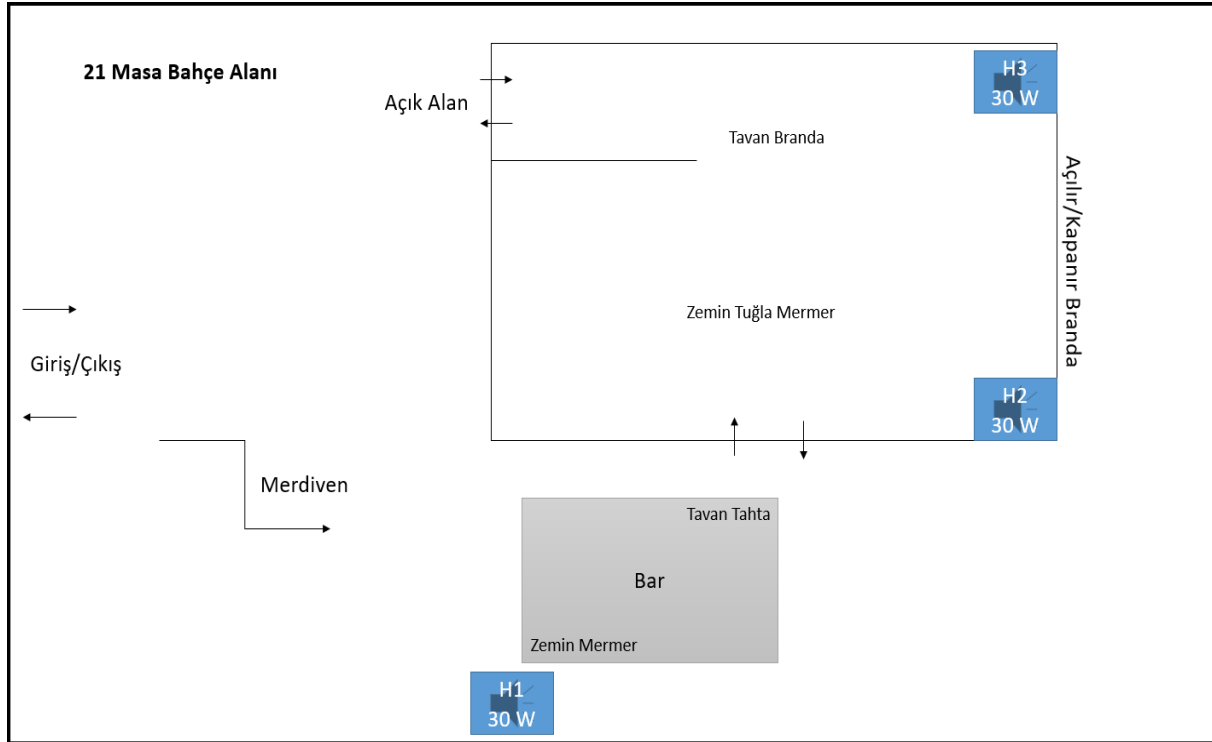 21 Masa Bahçe Alanı
Açık Alan
Tavan Branda
H3
30 W
Açılır/Kapanır Branda
Zemin Tuğla Mermer
Giriş/Çıkış
H2
30 W
Merdiven
Tavan Tahta
Bar
Zemin Mermer
H1
30 W